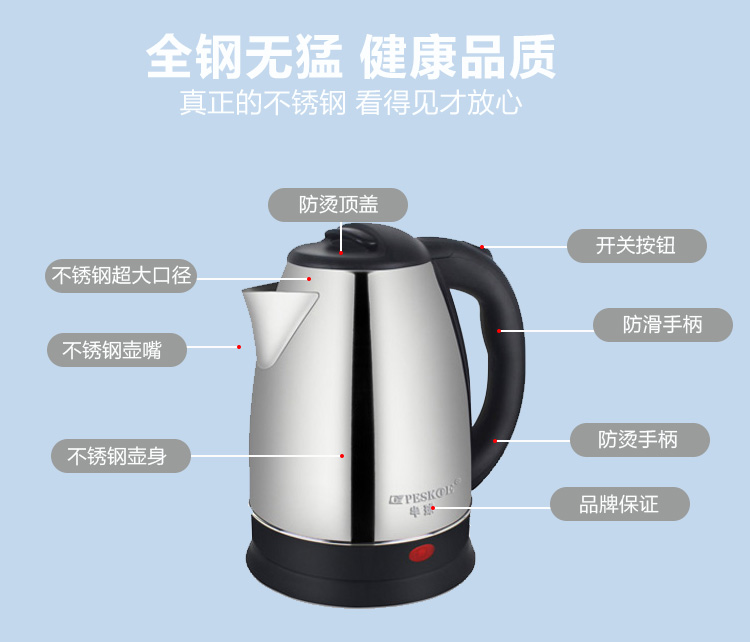 全钢无猛 健康品质
真正的不锈钢 看得见才放心
防烫顶盖
开关按钮
不锈钢超大口径
防滑手柄
不锈钢壶嘴
防烫手柄
不锈钢壶身
品牌保证